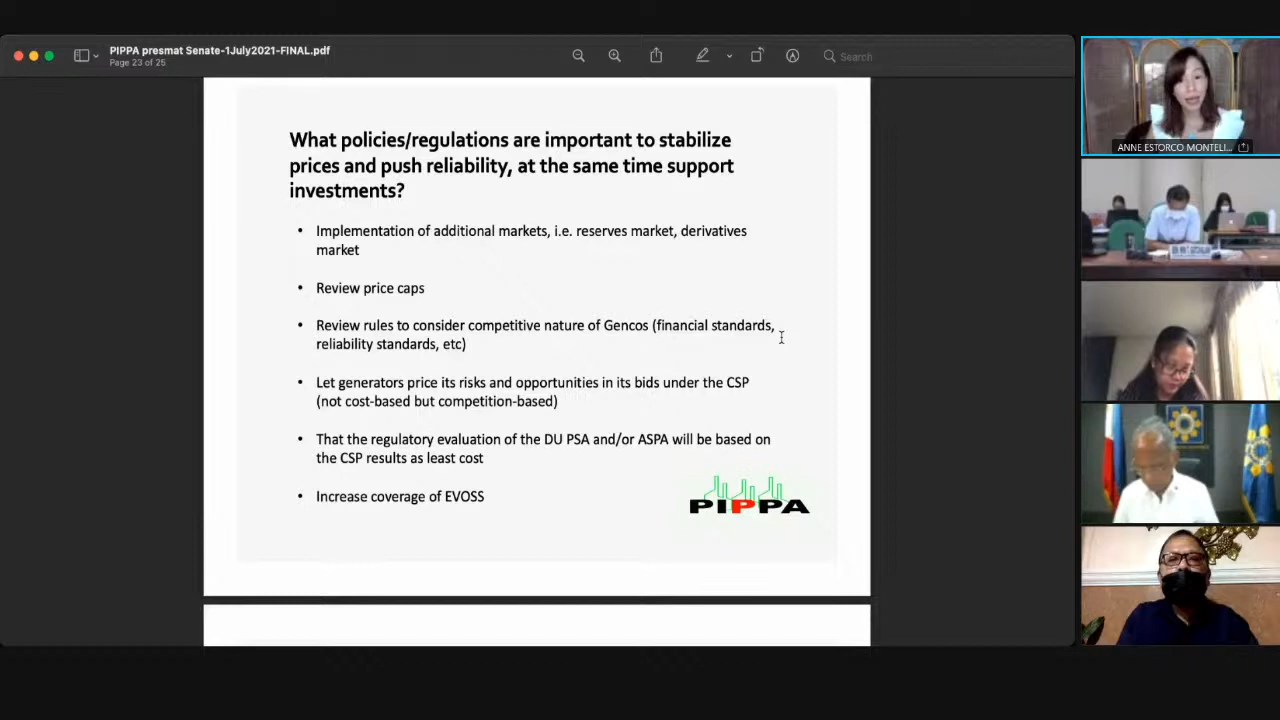 PIPPA presmat Senate-1July2021-FINAL.pdf
Page 23 of 25
Search
What policies/regulations are important to stabilize
prices and push reliability, at the same time support
investments?
• Implementation of additional markets, i.e. reserves market, derivatives
market
• Review price caps
• Review rules to consider competitive nature of Gencos (financial standards,
reliability standards, etc)
• Let generators price its risks and opportunities in its bids under the CSP
(not cost-based but competition-based)
• That the regulatory evaluation of the DU PSA and/or ASPA will be based on
the CSP results as least cost
• Increase coverage of EVOSS
PIPPA
ANNE ESTORCO MONTELI...